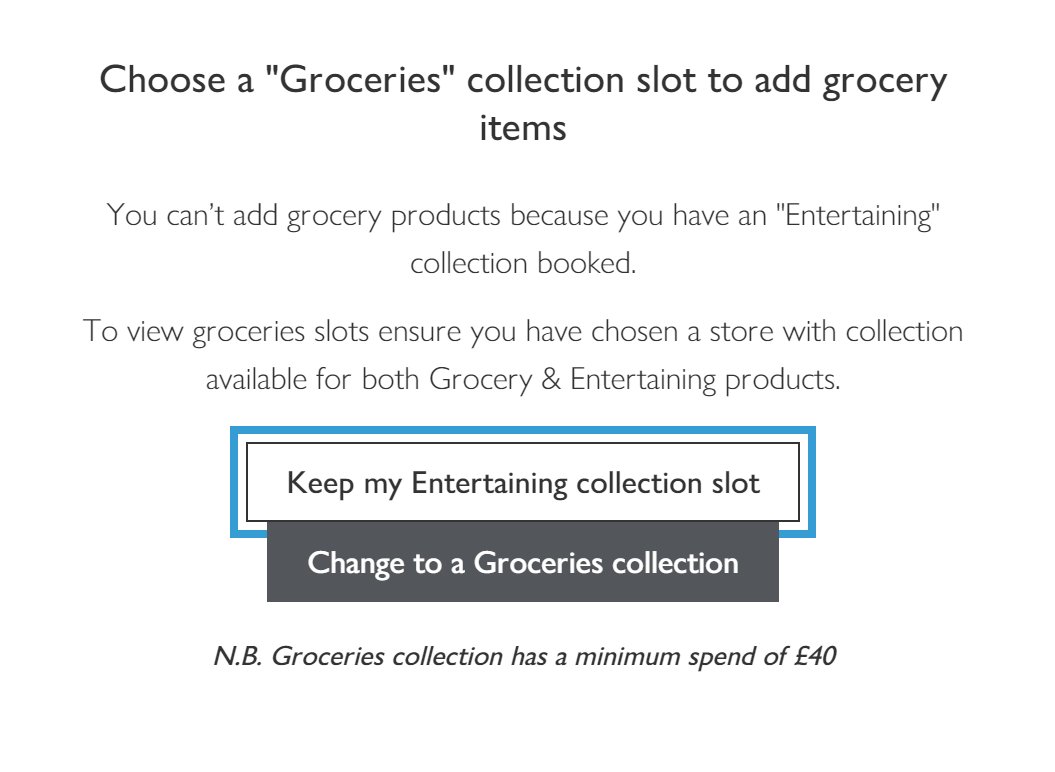 Choose a "Groceries" collection slot to add grocery
items
You can’t add grocery products because you have an "Entertaining"
collection booked.
To view groceries slots ensure you have chosen a store with collection
available for both Grocery & Entertaining products.
Keep my Entertaining collection slot
Change to a Groceries collection
N.B. Groceries collection has a minimum spend of £40